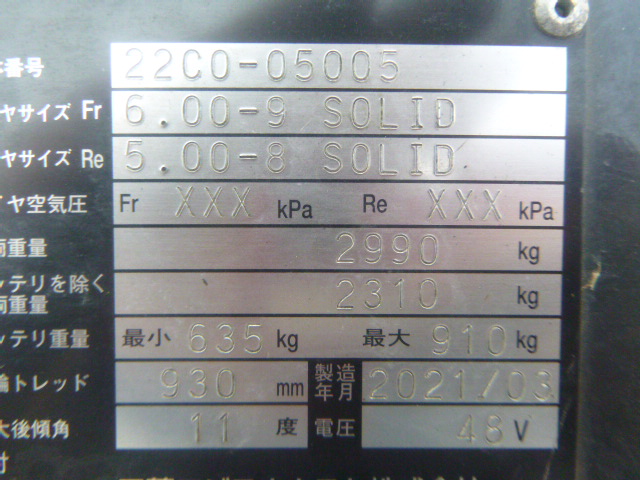 番号 22C0-05005
ヤサイズ Fr 6.00-9 SOLID
ヤサイズ Re 5.00-8 SOLID
ヤ空気圧 Fr XXX kPa Re XXX kPa
両重量 2990 kg
ッテリを除く
両重量 2310 kg
ッテリ重量 最小 635 kg 最大 910 kg
輪トレッド 930 mm 製造年月 2021/03
大後傾角 11 度 電圧 48 V